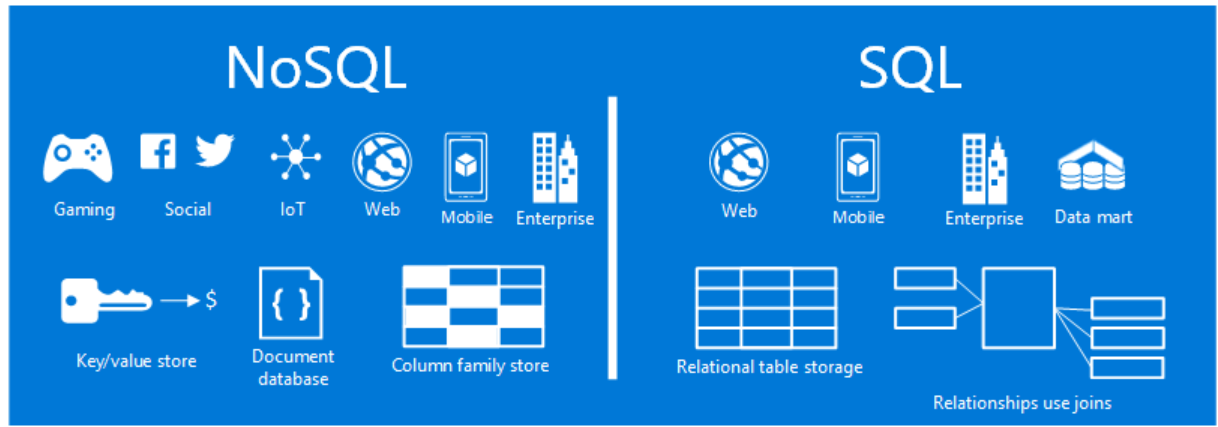 NoSQL
Gaming
Social
IoT
Web
Mobile
Enterprise
$
{ }
Key/value store
Document
database
Column family store
SQL
Web
Mobile
Enterprise
Data mart
Relational table storage
Relationships use joins